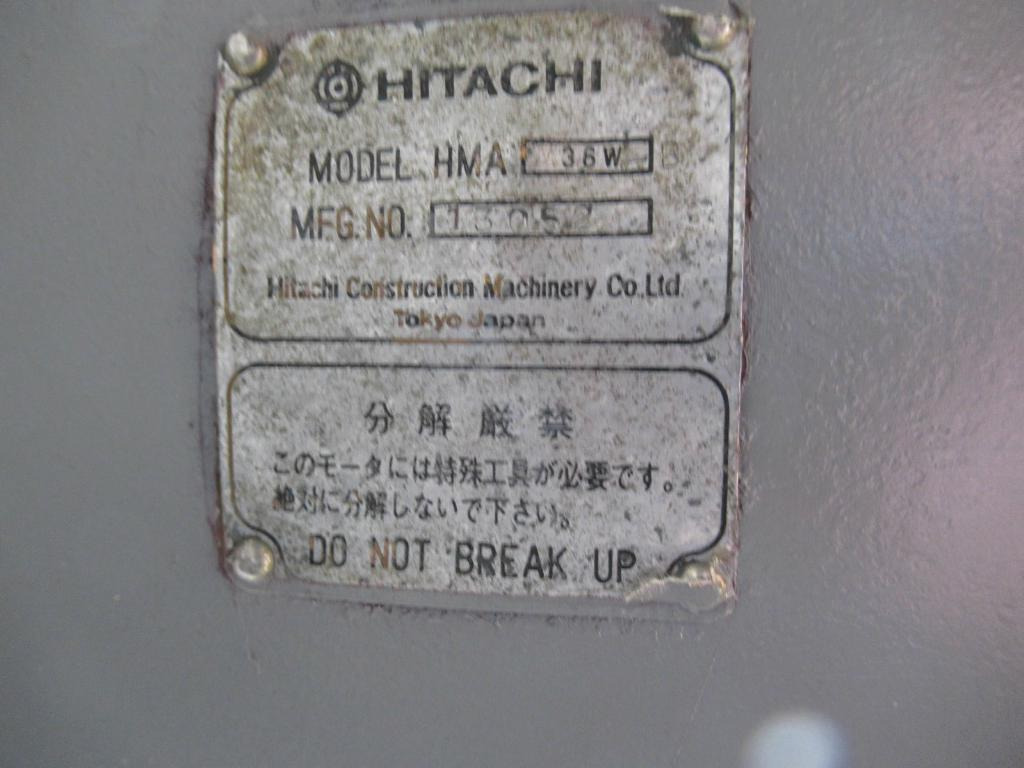 HITACHI
MODEL HMA 36W B
MFG.NO. 13057
Hitachi Construction Machinery Co.,Ltd.
Tokyo Japan
分解厳禁
このモータには特殊工具が必要です。
絶対に分解しないで下さい。
DO NOT BREAK UP